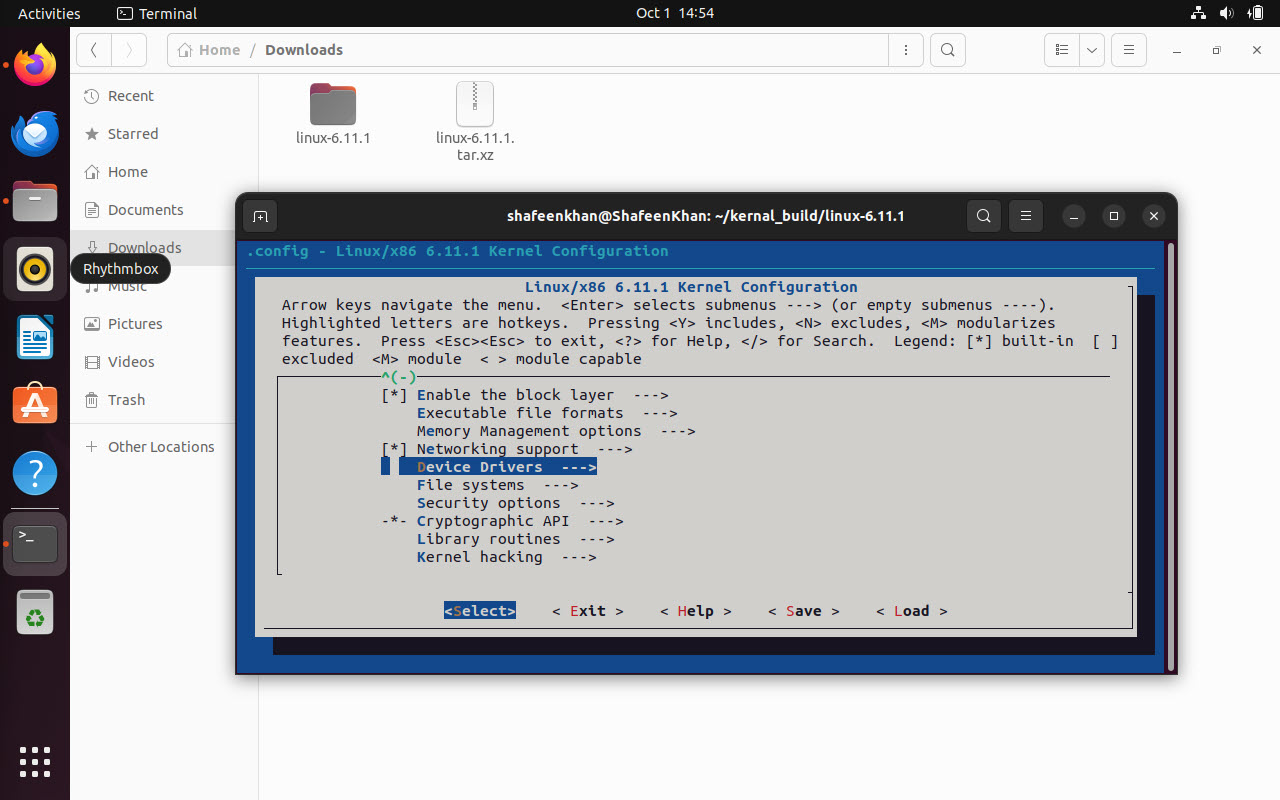 Activities
Terminal
Oct 1 14:54
Home / Downloads
Recent
Starred
Home
Documents
Downloads
Rhythmbox
Music
Pictures
Videos
Trash
Other Locations
linux-6.11.1
linux-6.11.1.
tar.xz
shafeenkhan@ShafeenKhan: ~/kernal_build/linux-6.11.1
.config - Linux/x86 6.11.1 Kernel Configuration
Linux/x86 6.11.1 Kernel Configuration
Arrow keys navigate the menu.  <Enter> selects submenus ---> (or empty submenus ----).
Highlighted letters are hotkeys.  Pressing <Y> includes, <N> excludes, <M> modularizes
features.  Press <Esc><Esc> to exit, <?> for Help, </> for Search.  Legend: [*] built-in  [ ]
excluded  <M> module  < > module capable
^(-)
[*] Enable the block layer  --->
Executable file formats  --->
Memory Management options  --->
[*] Networking support  --->
Device Drivers  --->
File systems  --->
Security options  --->
-*- Cryptographic API  --->
Library routines  --->
Kernel hacking  --->
<Select>    < Exit >    < Help >    < Save >    < Load >